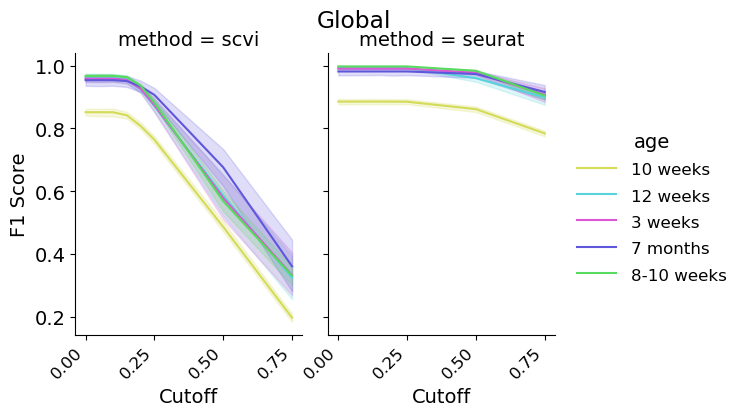 Global
method = scvi
method = seurat
F1 Score
1.0
0.8
0.6
0.4
0.2
0.00
0.25
0.50
0.75
Cutoff
0.00
0.25
0.50
0.75
Cutoff
age
10 weeks
12 weeks
3 weeks
7 months
8-10 weeks